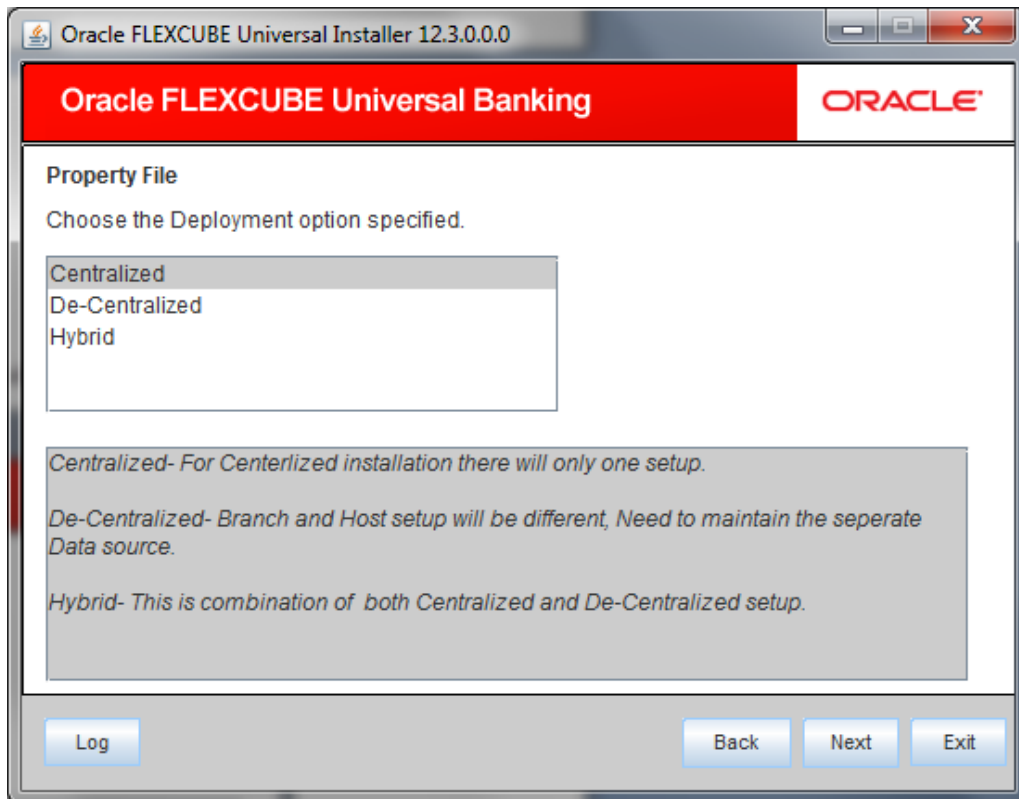 Oracle FLEXCUBE Universal Installer 12.3.0.0.0
Oracle FLEXCUBE Universal Banking
ORACLE
Property File
Choose the Deployment option specified.
Centralized
De-Centralized
Hybrid
Centralized- For Centerlized installation there will only one setup.
De-Centralized- Branch and Host setup will be different, Need to maintain the seperate
Data source.
Hybrid- This is combination of  both Centralized and De-Centralized setup.
Log
Back
Next
Exit